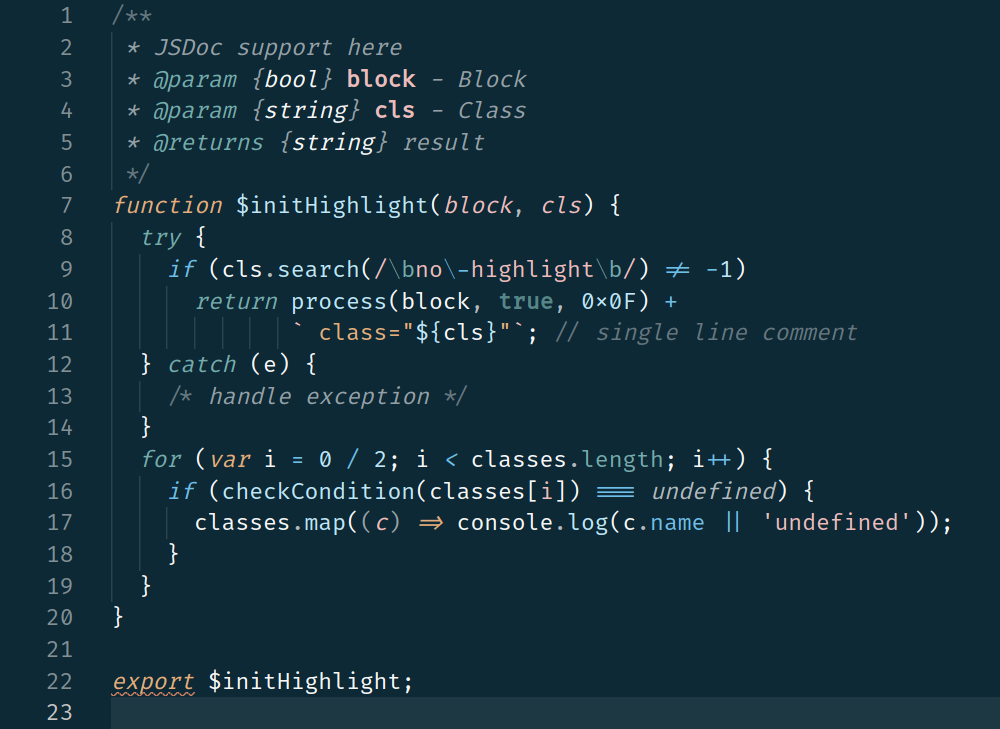 1 /**
2 * JSDoc support here
3 * @param {bool} block - Block
4 * @param {string} cls - Class
5 * @returns {string} result
6 */
7 function $initHighlight(block, cls) {
8 try {
9 if (cls.search(/\bno\-highlight\b/) != -1)
10 return process(block, true, 0x0F) +
11 ` class="${cls}"`; // single line comment
12 } catch (e) {
13 /* handle exception */
14 }
15 for (var i = 0 / 2; i < classes.length; i++) {
16 if (checkCondition(classes[i]) === undefined) {
17 classes.map((c) => console.log(c.name || 'undefined'));
18 }
19 }
20 }
21
22 export $initHighlight;
23